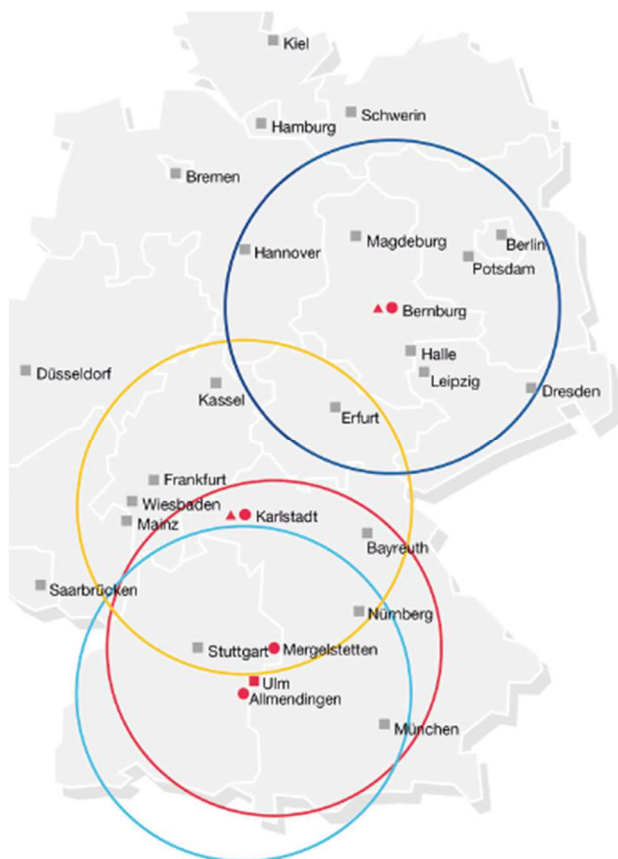 Kiel
Schwerin
Hamburg
Bremen
Magdeburg
Berlin
Hannover
Potsdam
Bernburg
Halle
Düsseldorf
Leipzig
Kassel
Dresden
Erfurt
Frankfurt
Wiesbaden
Karlstadt
Mainz
Bayreuth
Saarbrücken
Nürnberg
Stuttgart
Mergelstetten
Ulm
Allmendingen
München